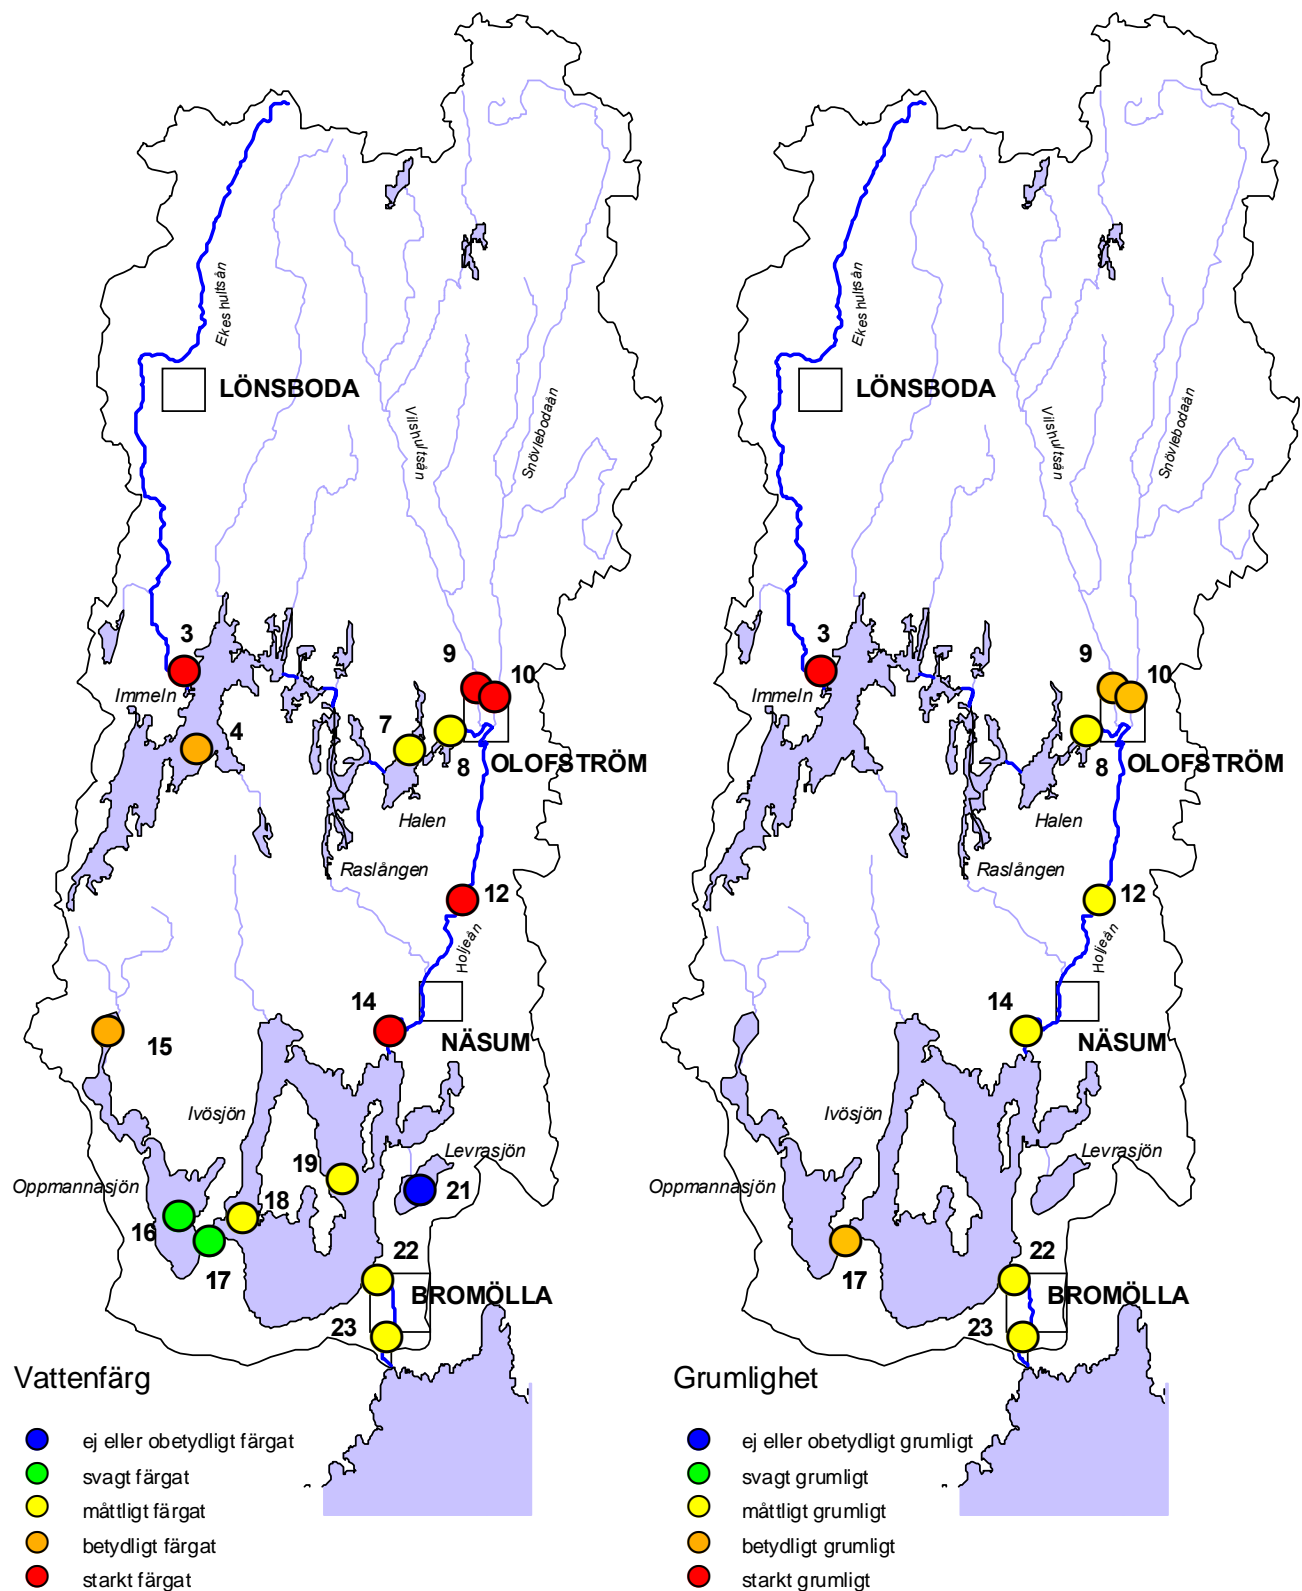 Ekeshultsån
LÖNSBODA
Vilshultsån
Snövlebodaån
3
9
10
Immeln
4
7
8
OLOFSTRÖM
Halen
Raslången
12
Holjeån
14
15
NÄSUM
Ivösjön
Levrasjön
Oppmannasjön
19
21
18
16
17
22
BROMÖLLA
23
Vattenfärg
ej eller obetydligt färgat
svagt färgat
måttligt färgat
betydligt färgat
starkt färgat
Ekeshultsån
LÖNSBODA
Vilshultsån
Snövlebodaån
3
9
10
Immeln
8
OLOFSTRÖM
Halen
Raslången
12
Holjeån
14
NÄSUM
Ivösjön
Levrasjön
Oppmannasjön
17
22
BROMÖLLA
23
Grumlighet
ej eller obetydligt grumligt
svagt grumligt
måttligt grumligt
betydligt grumligt
starkt grumligt